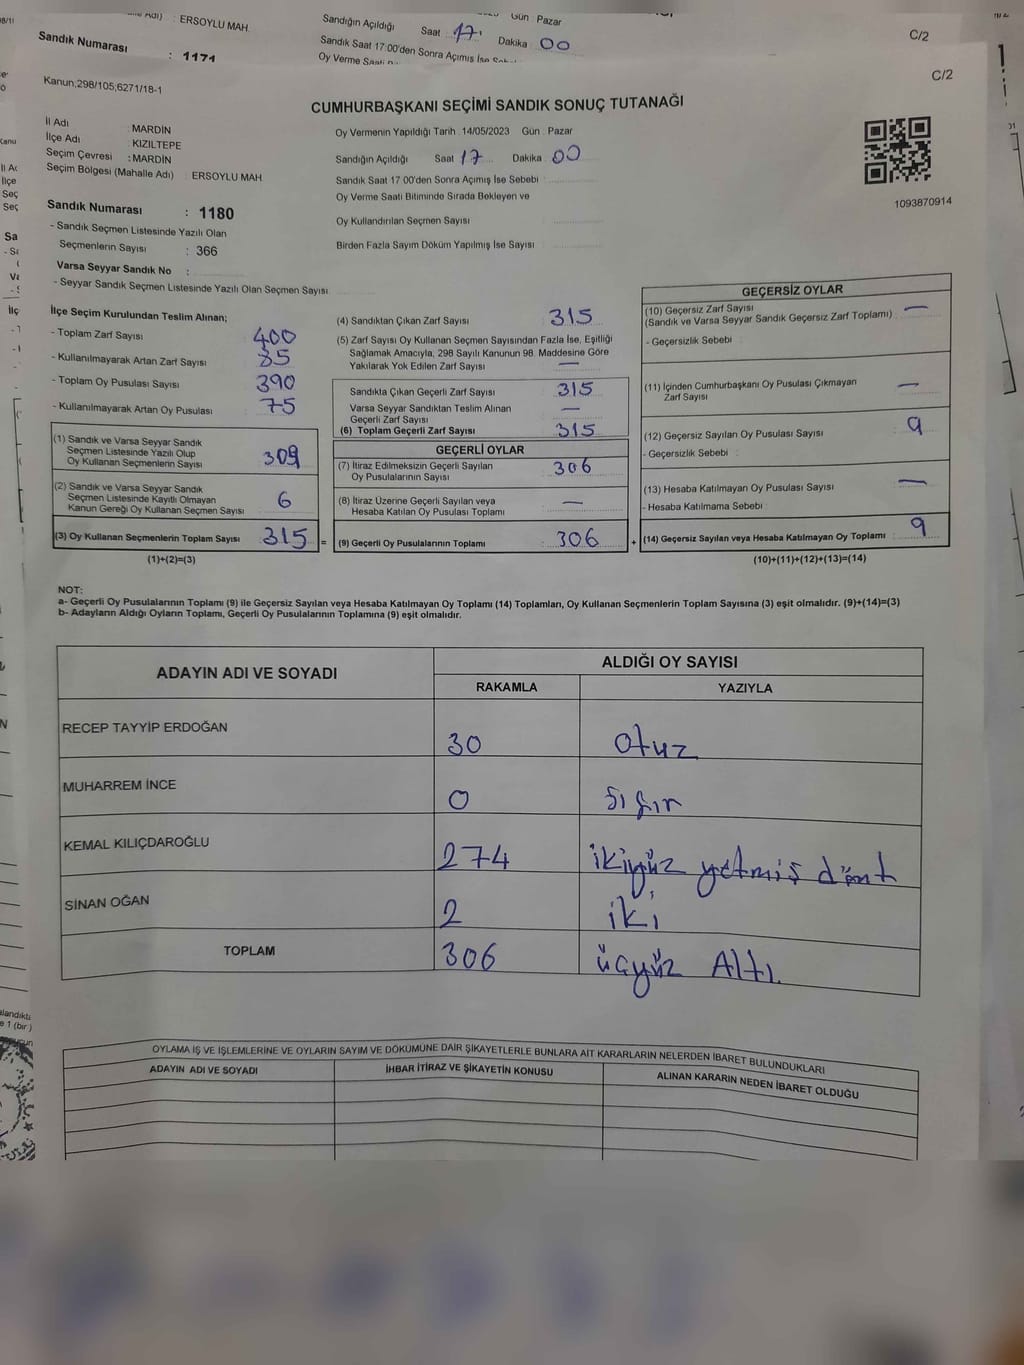 ERSOYLU MAH.
Sandığın Açıldığı Saat 17 Dakika 00
Gün Pazar
C/2
Sandık Numarası : 1171
Sandık Saat 17:00'den Sonra Açımış İse
Kanun;298/105;6271/18-1
C/2
CUMHURBAŞKANI SEÇİMİ SANDIK SONUÇ TUTANAĞI
İl Adı : MARDİN
İlçe Adı : KIZILTEPE
Seçim Çevresi : MARDİN
Seçim Bölgesi (Mahalle Adı) : ERSOYLU MAH.
Sandık Numarası : 1180
- Sandık Seçmen Listesinde Yazılı Olan
Seçmenlerin Sayısı : 366
Varsa Seyyar Sandık No :
- Seyyar Sandık Seçmen Listesinde Yazılı Olan Seçmen Sayısı
Oy Vermenin Yapıldığı Tarih : 14/05/2023 Gün : Pazar
Sandığın Açıldığı Saat 17 Dakika 00
Sandık Saat 17:00'den Sonra Açımış İse Sebebi :
Oy Verme Saati Bitiminde Sırada Bekleyen ve
Oy Kullandırılan Seçmen Sayısı
Birden Fazla Sayım Döküm Yapılmış İse Sayısı
1093870914
İlçe Seçim Kurulundan Teslim Alınan;
- Toplam Zarf Sayısı 400
- Kullanılmayarak Artan Zarf Sayısı 85
- Toplam Oy Pusulası Sayısı 390
- Kullanılmayarak Artan Oy Pusulası 75
(1) Sandık ve Varsa Seyyar Sandık
Seçmen Listesinde Yazılı Olup
Oy Kullanan Seçmenlerin Sayısı 309
(2) Sandık ve Varsa Seyyar Sandık
Seçmen Listesinde Kayıtlı Olmayan
Kanun Gereği Oy Kullanan Seçmen Sayısı 6
(3) Oy Kullanan Seçmenlerin Toplam Sayısı 315 =
(1)+(2)=(3)
(4) Sandıktan Çıkan Zarf Sayısı 315
(5) Zarf Sayısı Oy Kullanan Seçmen Sayısından Fazla İse, Eşitliği
Sağlamak Amacıyla, 298 Sayılı Kanunun 98. Maddesine Göre
Yakılarak Yok Edilen Zarf Sayısı —
Sandıkta Çıkan Geçerli Zarf Sayısı 315
Varsa Seyyar Sandıktan Teslim Alınan
Geçerli Zarf Sayısı —
(6) Toplam Geçerli Zarf Sayısı 315
GEÇERLİ OYLAR
(7) İtiraz Edilmeksizin Geçerli Sayılan
Oy Pusulalarının Sayısı 306
(8) İtiraz Üzerine Geçerli Sayılan veya
Hesaba Katılan Oy Pusulası Toplamı —
(9) Geçerli Oy Pusulalarının Toplamı 306 +
GEÇERSİZ OYLAR
(10) Geçersiz Zarf Sayısı —
(Sandık ve Varsa Seyyar Sandık Geçersiz Zarf Toplamı)
- Geçersizlik Sebebi :
(11) İçinden Cumhurbaşkanı Oy Pusulası Çıkmayan
Zarf Sayısı —
(12) Geçersiz Sayılan Oy Pusulası Sayısı 9
- Geçersizlik Sebebi :
(13) Hesaba Katılmayan Oy Pusulası Sayısı —
- Hesaba Katılmama Sebebi :
(14) Geçersiz Sayılan veya Hesaba Katılmayan Oy Toplamı 9
(10)+(11)+(12)+(13)=(14)
NOT:
a- Geçerli Oy Pusulalarının Toplamı (9) ile Geçersiz Sayılan veya Hesaba Katılmayan Oy Toplamı (14) Toplamları, Oy Kullanan Seçmenlerin Toplam Sayısına (3) eşit olmalıdır. (9)+(14)=(3)
b- Adayların Aldığı Oyların Toplamı, Geçerli Oy Pusulalarının Toplamına (9) eşit olmalıdır.
ADAYIN ADI VE SOYADI ALDIĞI OY SAYISI
RAKAMLA YAZIYLA
RECEP TAYYİP ERDOĞAN 30 Otuz
MUHARREM İNCE 0 Sıfır
KEMAL KILIÇDAROĞLU 274 ikiyüz yetmiş dört
SİNAN OĞAN 2 iki
TOPLAM 306 üçyüz Altı
OYLAMA İŞ VE İŞLEMLERİNE VE OYLARIN SAYIM VE DÖKÜMÜNE DAİR ŞİKAYETLERLE BUNLARA AİT KARARLARIN NELERDEN İBARET BULUNDUKLARI
ADAYIN ADI VE SOYADI İHBAR İTİRAZ VE ŞİKAYETİN KONUSU ALINAN KARARIN NEDEN İBARET OLDUĞU